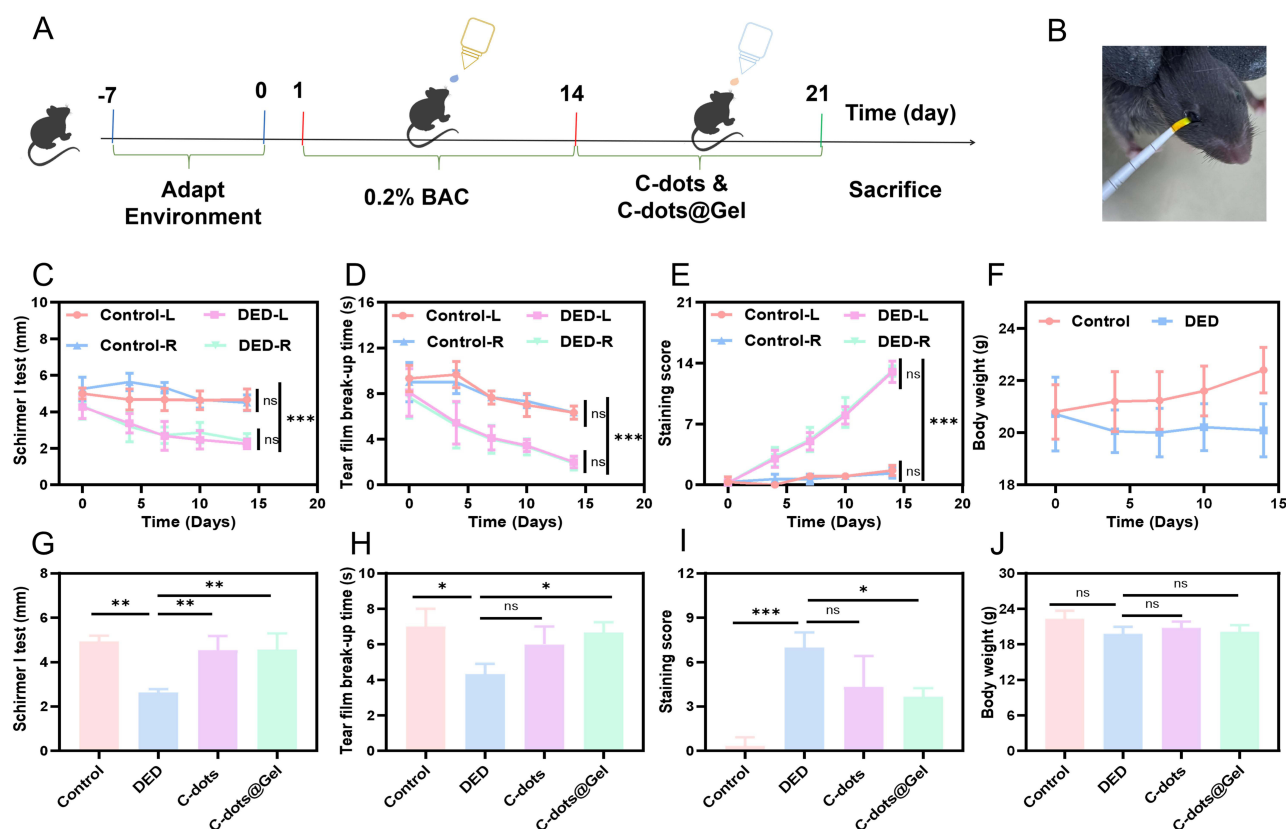 A
B
-7
0
1
14
21
Time (day)
Adapt
Environment
0.2% BAC
C-dots &
C-dots@Gel
Sacrifice
C
Schirmer I test (mm)
10
8
6
4
2
0
Control-L
DED-L
Control-R
DED-R
ns
ns
***
0
5
10
15
20
Time (Days)
D
Tear film break-up time (s)
16
12
8
4
0
Control-L
DED-L
Control-R
DED-R
ns
ns
***
0
5
10
15
20
Time (Days)
E
Staining score
21
14
7
0
Control-L
DED-L
Control-R
DED-R
ns
ns
***
0
5
10
15
20
Time (Days)
F
Body weight (g)
24
22
20
18
Control
DED
0
5
10
15
Time (Days)
G
Schirmer I test (mm)
8
6
4
2
0
**
**
**
Control
DED
C-dots
C-dots@Gel
H
Tear film break-up time (s)
10
8
6
4
2
0
*
*
ns
Control
DED
C-dots
C-dots@Gel
I
Staining score
12
9
6
3
0
***
*
ns
Control
DED
C-dots
C-dots@Gel
J
Body weight (g)
30
27
24
21
18
15
12
9
6
3
0
ns
ns
ns
Control
DED
C-dots
C-dots@Gel